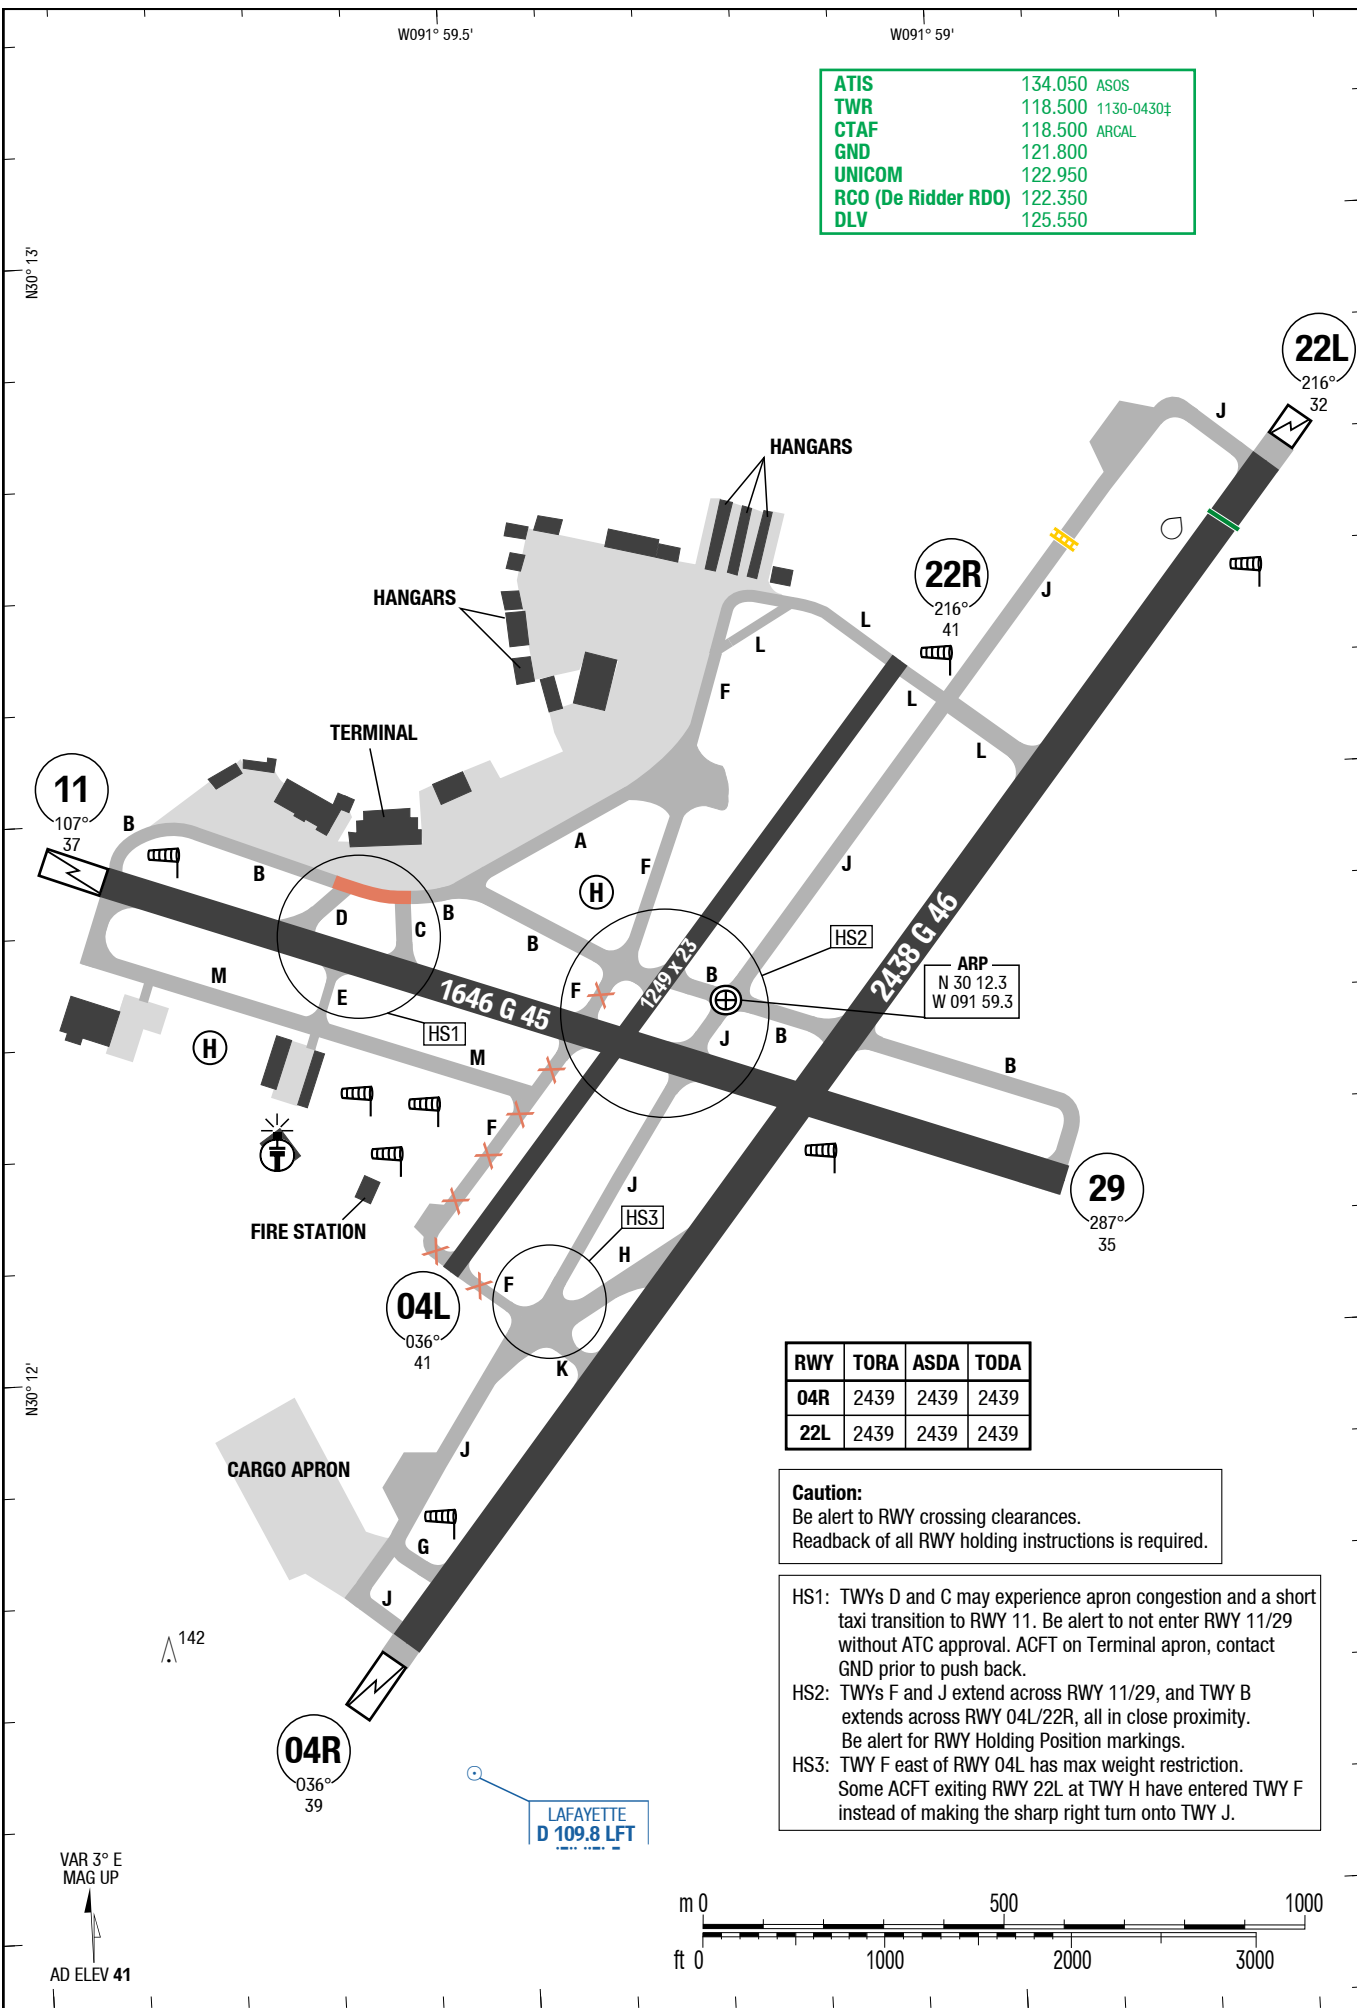 W091° 59.5'
W091° 59'
ATIS 134.050 ASOS
TWR 118.500 1130-0430‡
CTAF 118.500 ARCAL
GND 121.800
UNICOM 122.950
RCO (De Ridder RDO) 122.350
DLV 125.550
N30° 13'
22L
216°
32
J
HANGARS
22R
216°
41
J
HANGARS
L
L
F
L
TERMINAL
L
11
107°
37
B
A
B
F
J
H
D
C
B
B
HS2
2438 G 46
ARP
N 30 12.3
W 091 59.3
M
E
1646 G 45
F
1249 x 23
B
J
B
HS1
H
M
B
F
J
29
287°
35
FIRE STATION
HS3
H
F
04L
036°
41
K
N30° 12'
RWY TORA ASDA TODA
04R 2439 2439 2439
22L 2439 2439 2439
J
CARGO APRON
G
J
Caution:
Be alert to RWY crossing clearances.
Readback of all RWY holding instructions is required.
HS1: TWYs D and C may experience apron congestion and a short
taxi transition to RWY 11. Be alert to not enter RWY 11/29
without ATC approval. ACFT on Terminal apron, contact
GND prior to push back.
HS2: TWYs F and J extend across RWY 11/29, and TWY B
extends across RWY 04L/22R, all in close proximity.
Be alert for RWY Holding Position markings.
HS3: TWY F east of RWY 04L has max weight restriction.
Some ACFT exiting RWY 22L at TWY H have entered TWY F
instead of making the sharp right turn onto TWY J.
142
04R
036°
39
LAFAYETTE
D 109.8 LFT
VAR 3° E
MAG UP
AD ELEV 41
m 0 500 1000
ft 0 1000 2000 3000